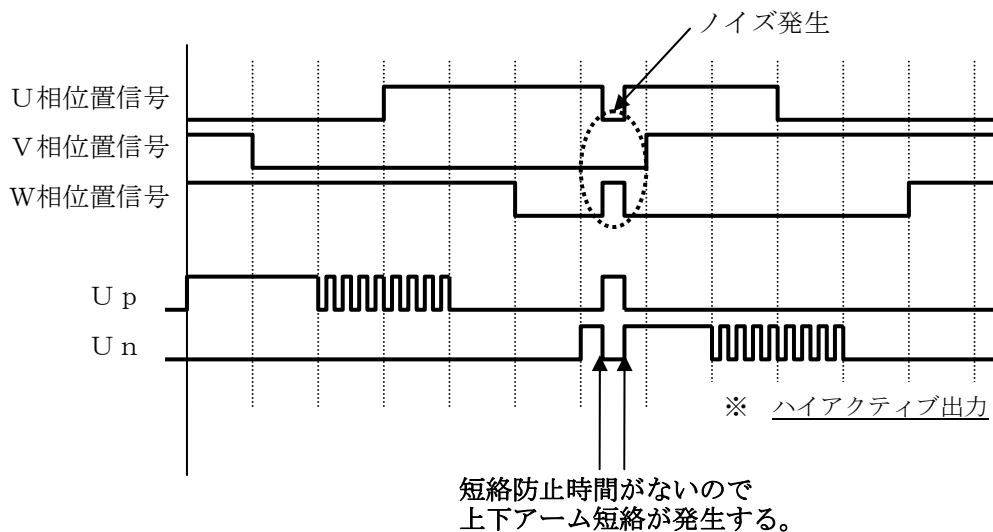 ノイズ発生
U相位置信号
V相位置信号
W相位置信号
Uｐ
Uｎ
※ ハイアクティブ出力
短絡防止時間がないので
上下アーム短絡が発生する。